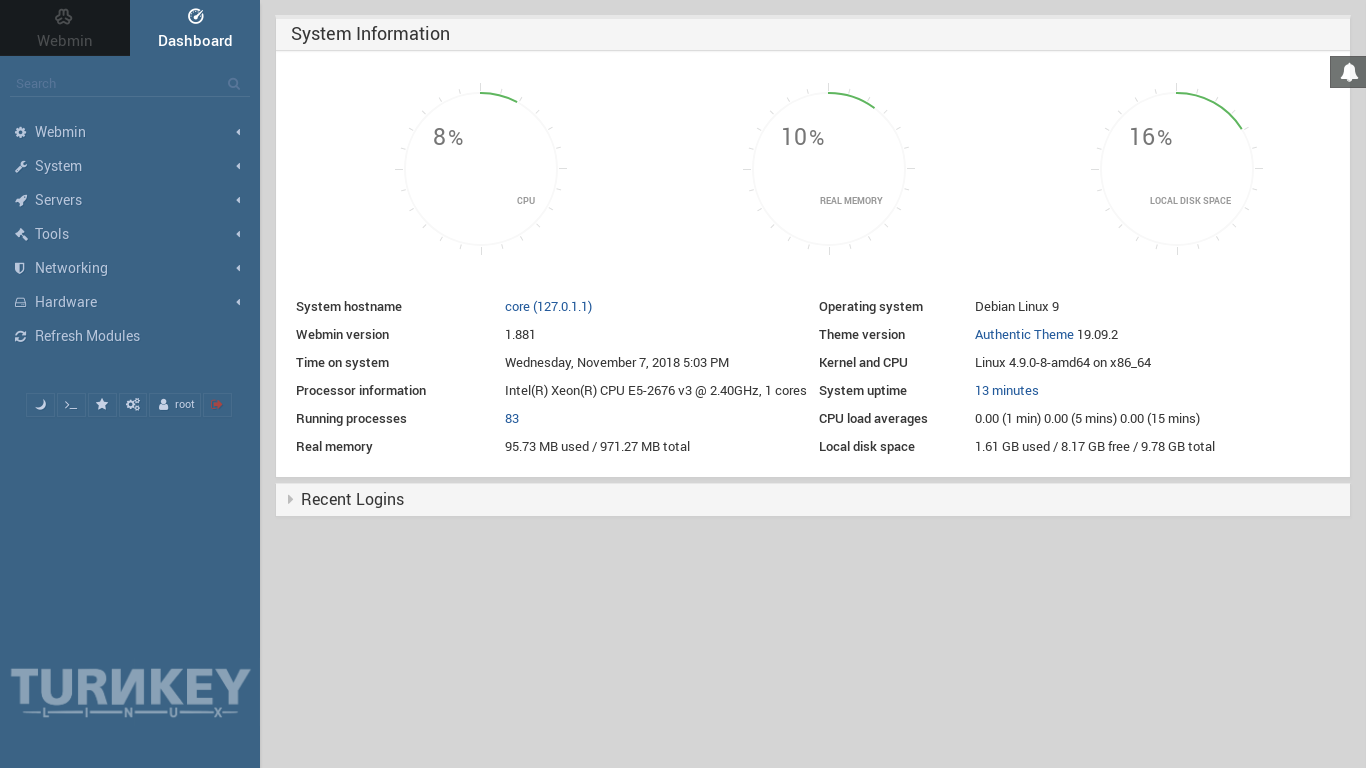 Webmin
Dashboard
Search
Webmin
System
Servers
Tools
Networking
Hardware
Refresh Modules
root
TURNKEY
LINUX
System Information
8%
CPU
10%
REAL MEMORY
16%
LOCAL DISK SPACE
System hostname core (127.0.1.1) Operating system Debian Linux 9
Webmin version 1.881 Theme version Authentic Theme 19.09.2
Time on system Wednesday, November 7, 2018 5:03 PM Kernel and CPU Linux 4.9.0-8-amd64 on x86_64
Processor information Intel(R) Xeon(R) CPU E5-2676 v3 @ 2.40GHz, 1 cores System uptime 13 minutes
Running processes 83 CPU load averages 0.00 (1 min) 0.00 (5 mins) 0.00 (15 mins)
Real memory 95.73 MB used / 971.27 MB total Local disk space 1.61 GB used / 8.17 GB free / 9.78 GB total
Recent Logins